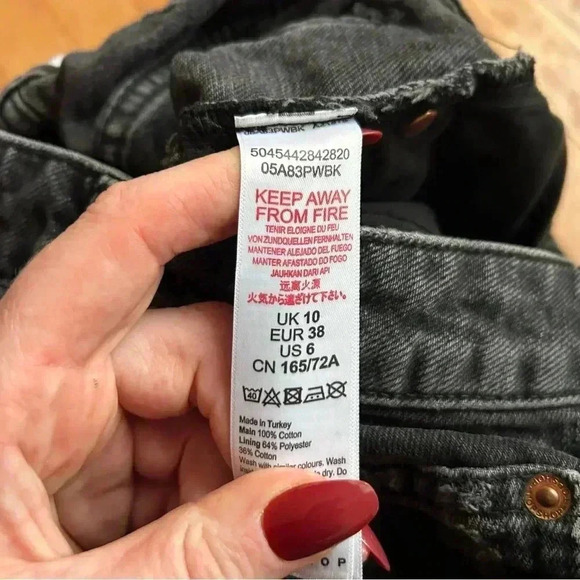 5045442842820
05A83PWBK
KEEP AWAY
FROM FIRE
TENIR ELOIGNE DU FEU
VON ZUNDQUELLEN FERNHALTEN
MANTENER ALEJADO DEL FUEGO
MANTER AFASTADO DO FOGO
JAUHKAN DARI API
远离火源
火気から遠ざけて下さい。
UK 10
EUR 38
US 6
CN 165/72A
40
Made in Turkey
Main 100% Cotton
Lining 64% Polyester
36% Cotton
Wash with similar colours. Wash
dry. Do
O P